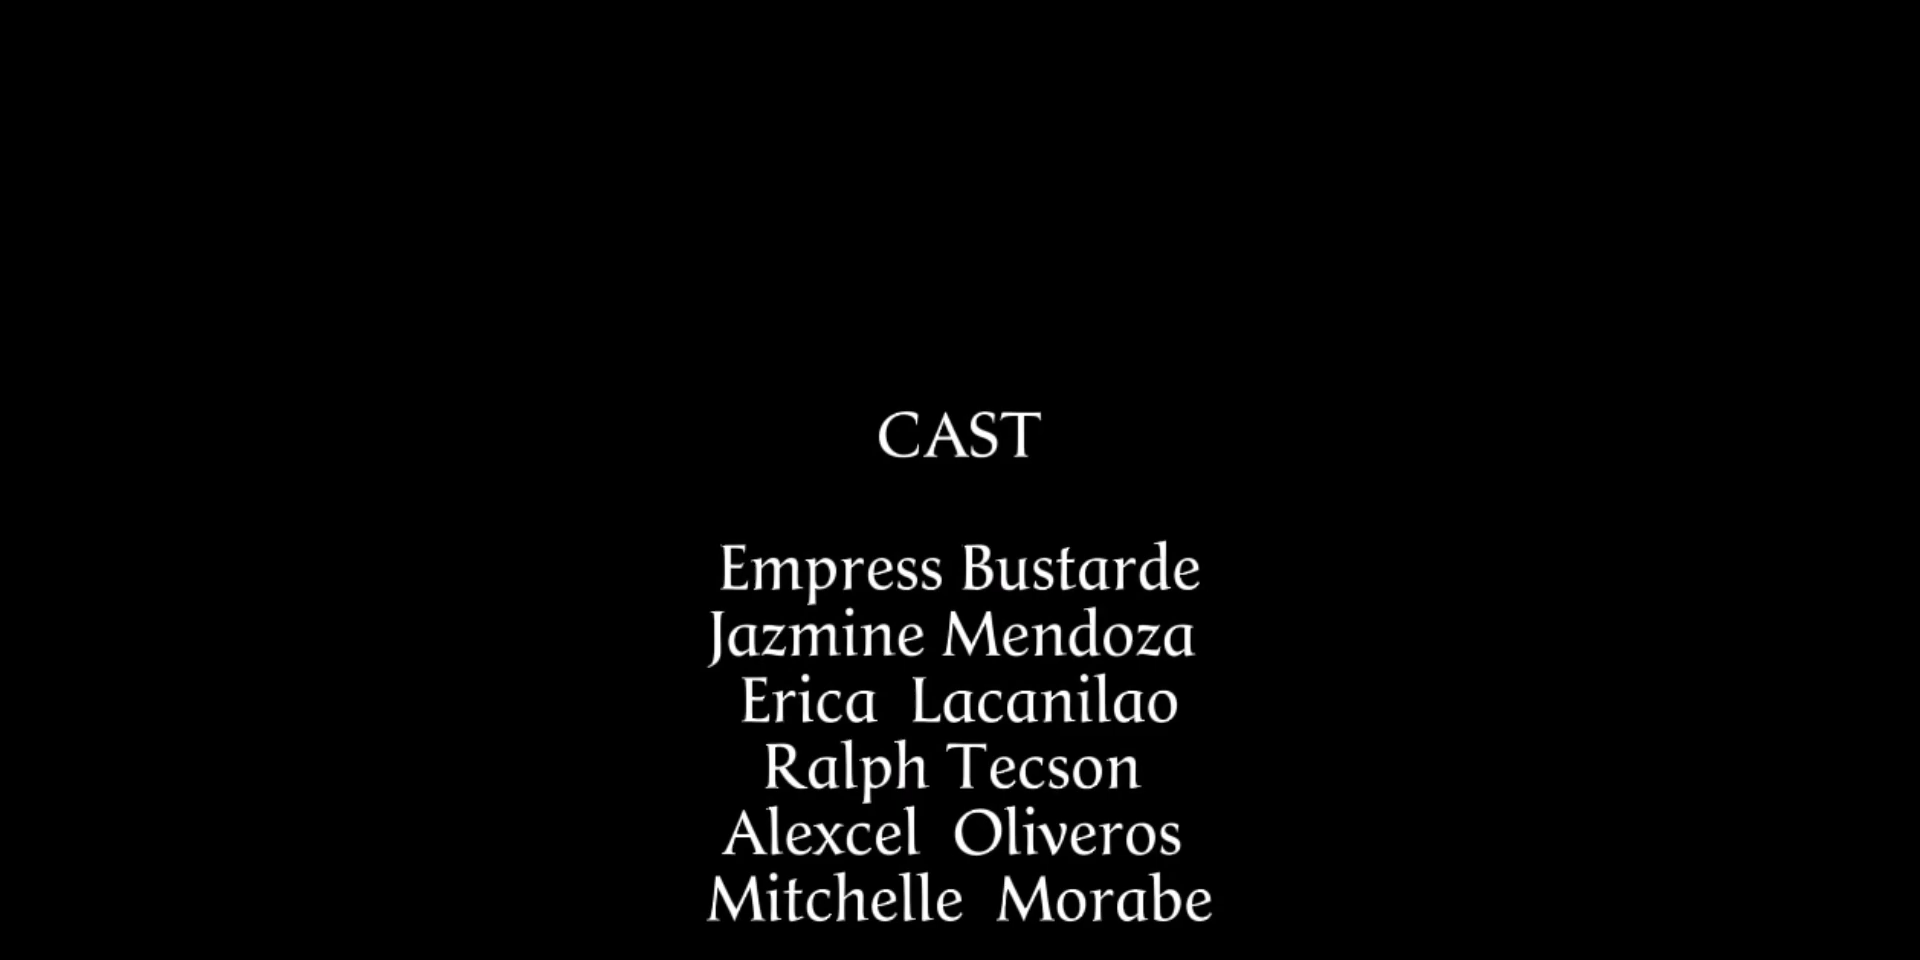 CAST
Empress Bustarde
Jazmine Mendoza
Erica Lacanilao
Ralph Tecson
Alexcel Oliveros
Mitchelle Morabe